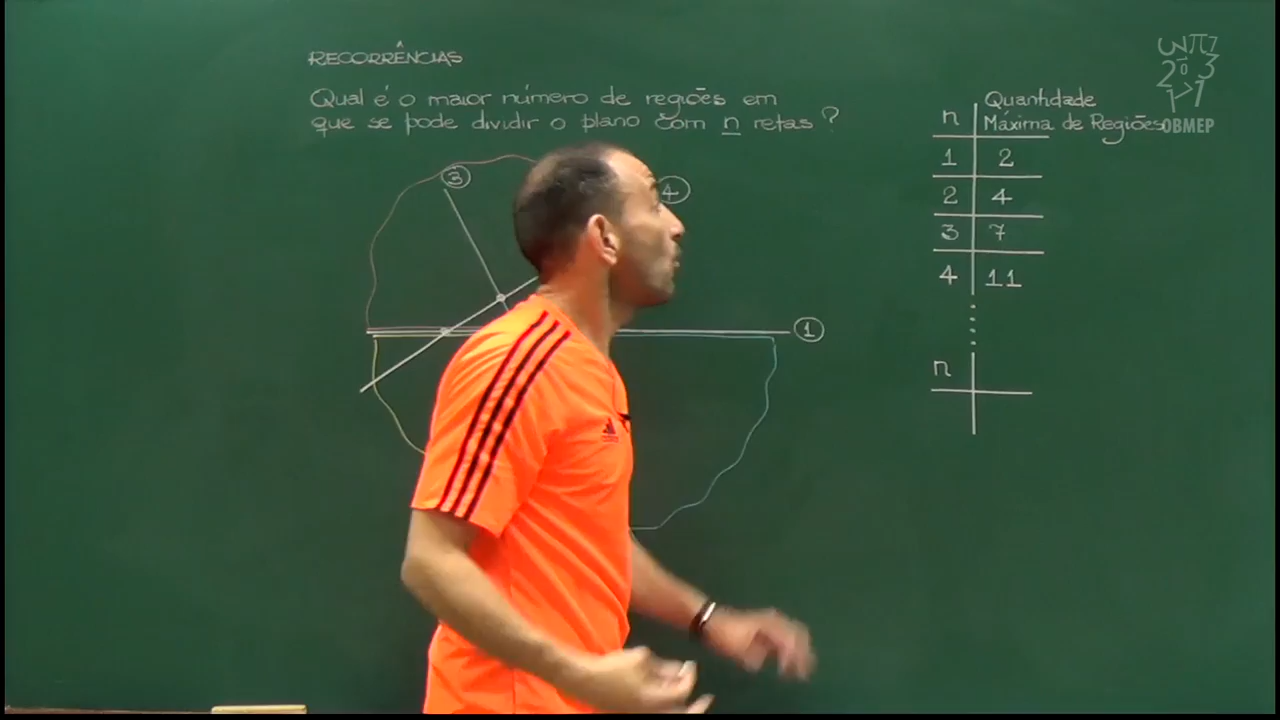 RECORRÊNCIAS
Qual é o maior número de regiões em
que se pode dividir o plano com n retas ?
n Quantidade
Máxima de Regiões
1 2
2 4
3 7
4 11
n
3
4
1
OBMEP